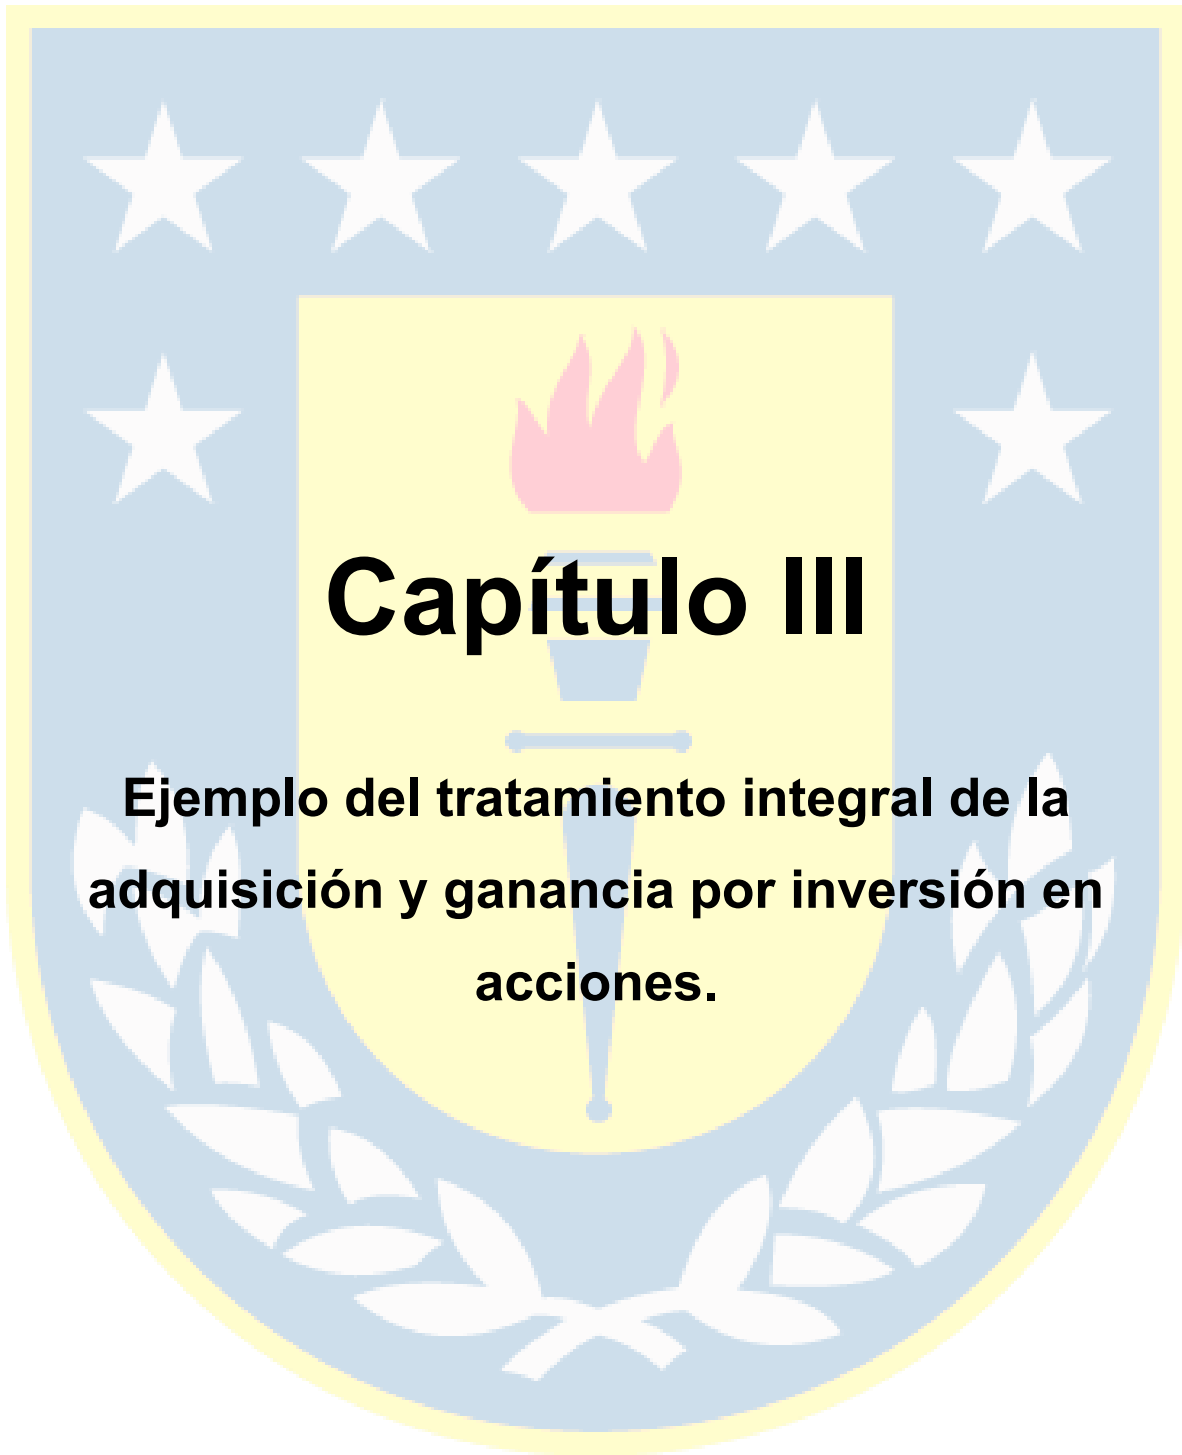 Capítulo III
Ejemplo del tratamiento integral de la
adquisición y ganancia por inversión en
acciones.